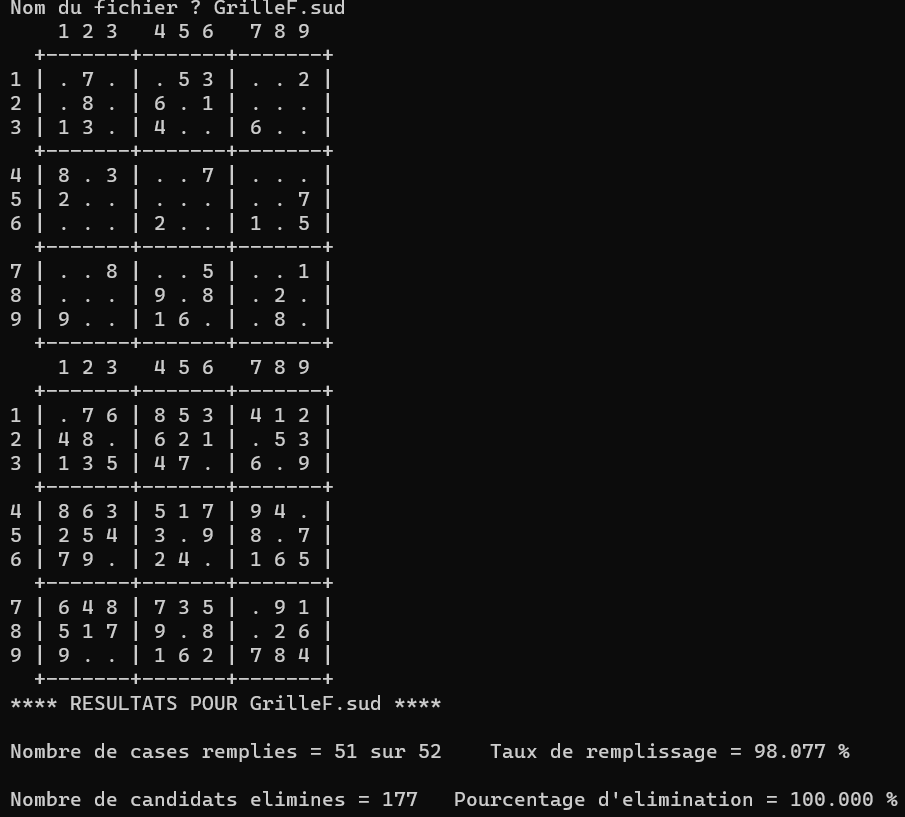 Nom du fichier ? GrilleF.sud
    1 2 3   4 5 6   7 8 9
  +-------+-------+-------+
1 | . 7 . | . 5 3 | . . 2 |
2 | . 8 . | 6 . 1 | . . . |
3 | 1 3 . | 4 . . | 6 . . |
  +-------+-------+-------+
4 | 8 . 3 | . . 7 | . . . |
5 | 2 . . | . . . | . . 7 |
6 | . . . | 2 . . | 1 . 5 |
  +-------+-------+-------+
7 | . . 8 | . . 5 | . . 1 |
8 | . . . | 9 . 8 | . 2 . |
9 | 9 . . | 1 6 . | . 8 . |
  +-------+-------+-------+
    1 2 3   4 5 6   7 8 9
  +-------+-------+-------+
1 | . 7 6 | 8 5 3 | 4 1 2 |
2 | 4 8 . | 6 2 1 | . 5 3 |
3 | 1 3 5 | 4 7 . | 6 . 9 |
  +-------+-------+-------+
4 | 8 6 3 | 5 1 7 | 9 4 . |
5 | 2 5 4 | 3 . 9 | 8 . 7 |
6 | 7 9 . | 2 4 . | 1 6 5 |
  +-------+-------+-------+
7 | 6 4 8 | 7 3 5 | . 9 1 |
8 | 5 1 7 | 9 . 8 | . 2 6 |
9 | 9 . . | 1 6 2 | 7 8 4 |
  +-------+-------+-------+
**** RESULTATS POUR GrilleF.sud ****
Nombre de cases remplies = 51 sur 52    Taux de remplissage = 98.077 %
Nombre de candidats elimines = 177   Pourcentage d'elimination = 100.000 %